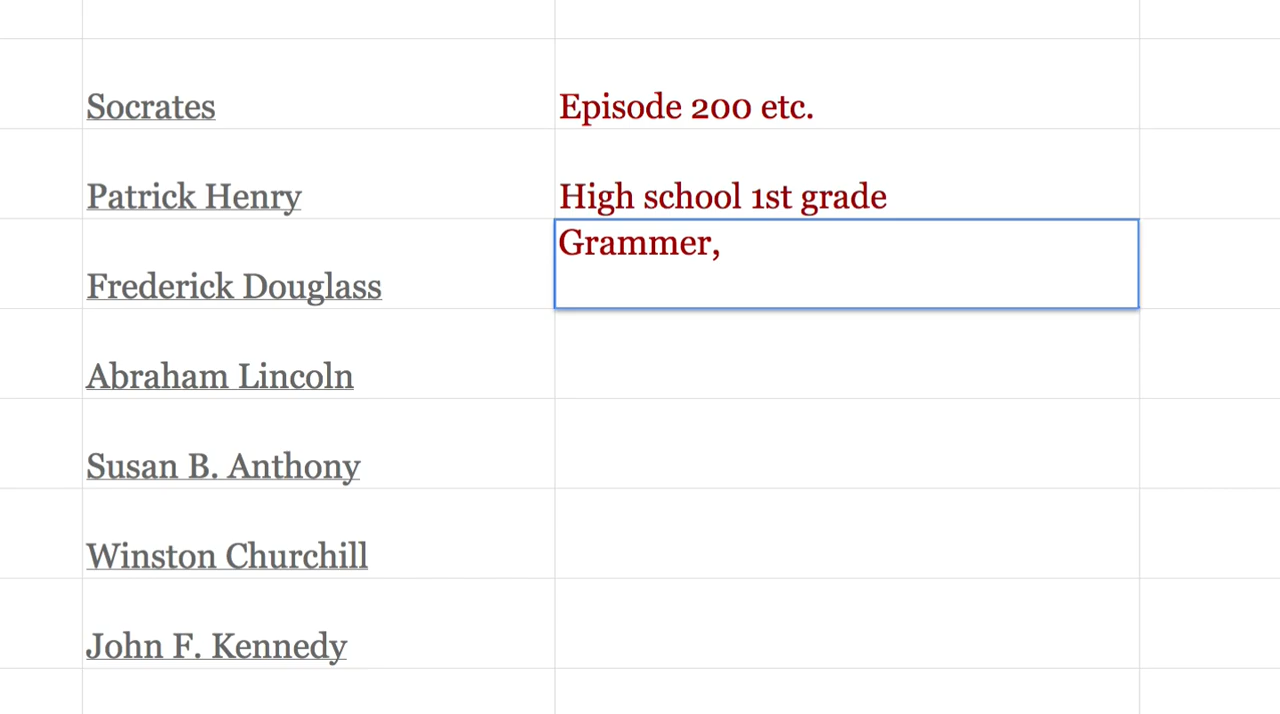 Socrates Episode 200 etc.
Patrick Henry High school 1st grade
Grammer,
Frederick Douglass
Abraham Lincoln
Susan B. Anthony
Winston Churchill
John F. Kennedy